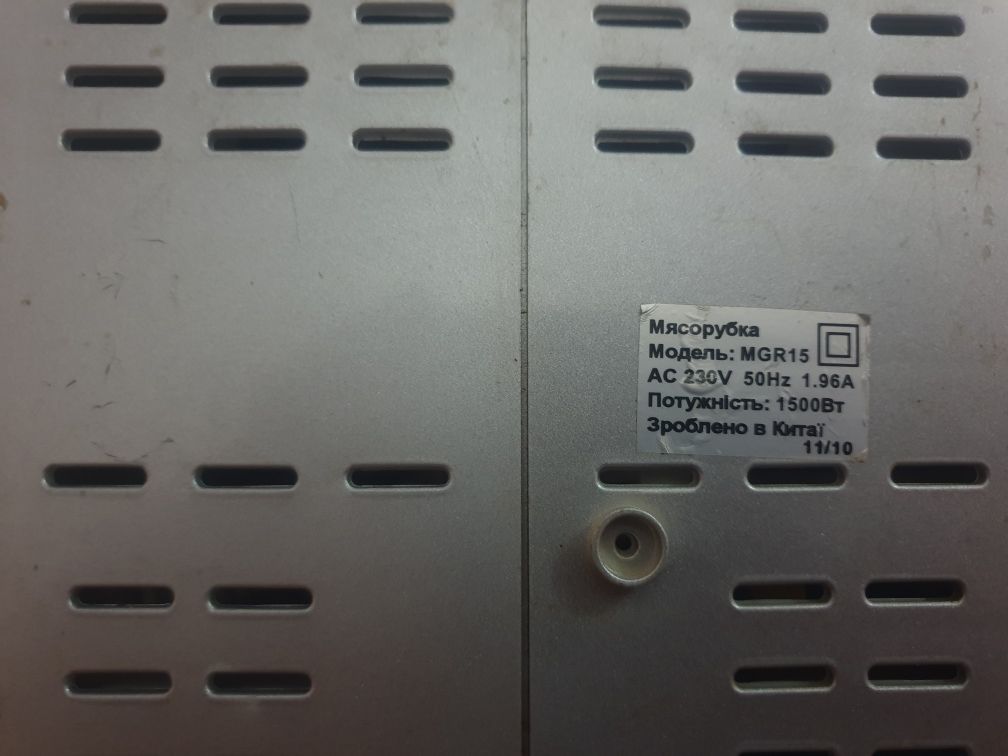 Мясорубка
Модель: MGR15
AC 230V 50Hz 1.96A
Потужність: 1500Вт
Зроблено в Китаї
11/10